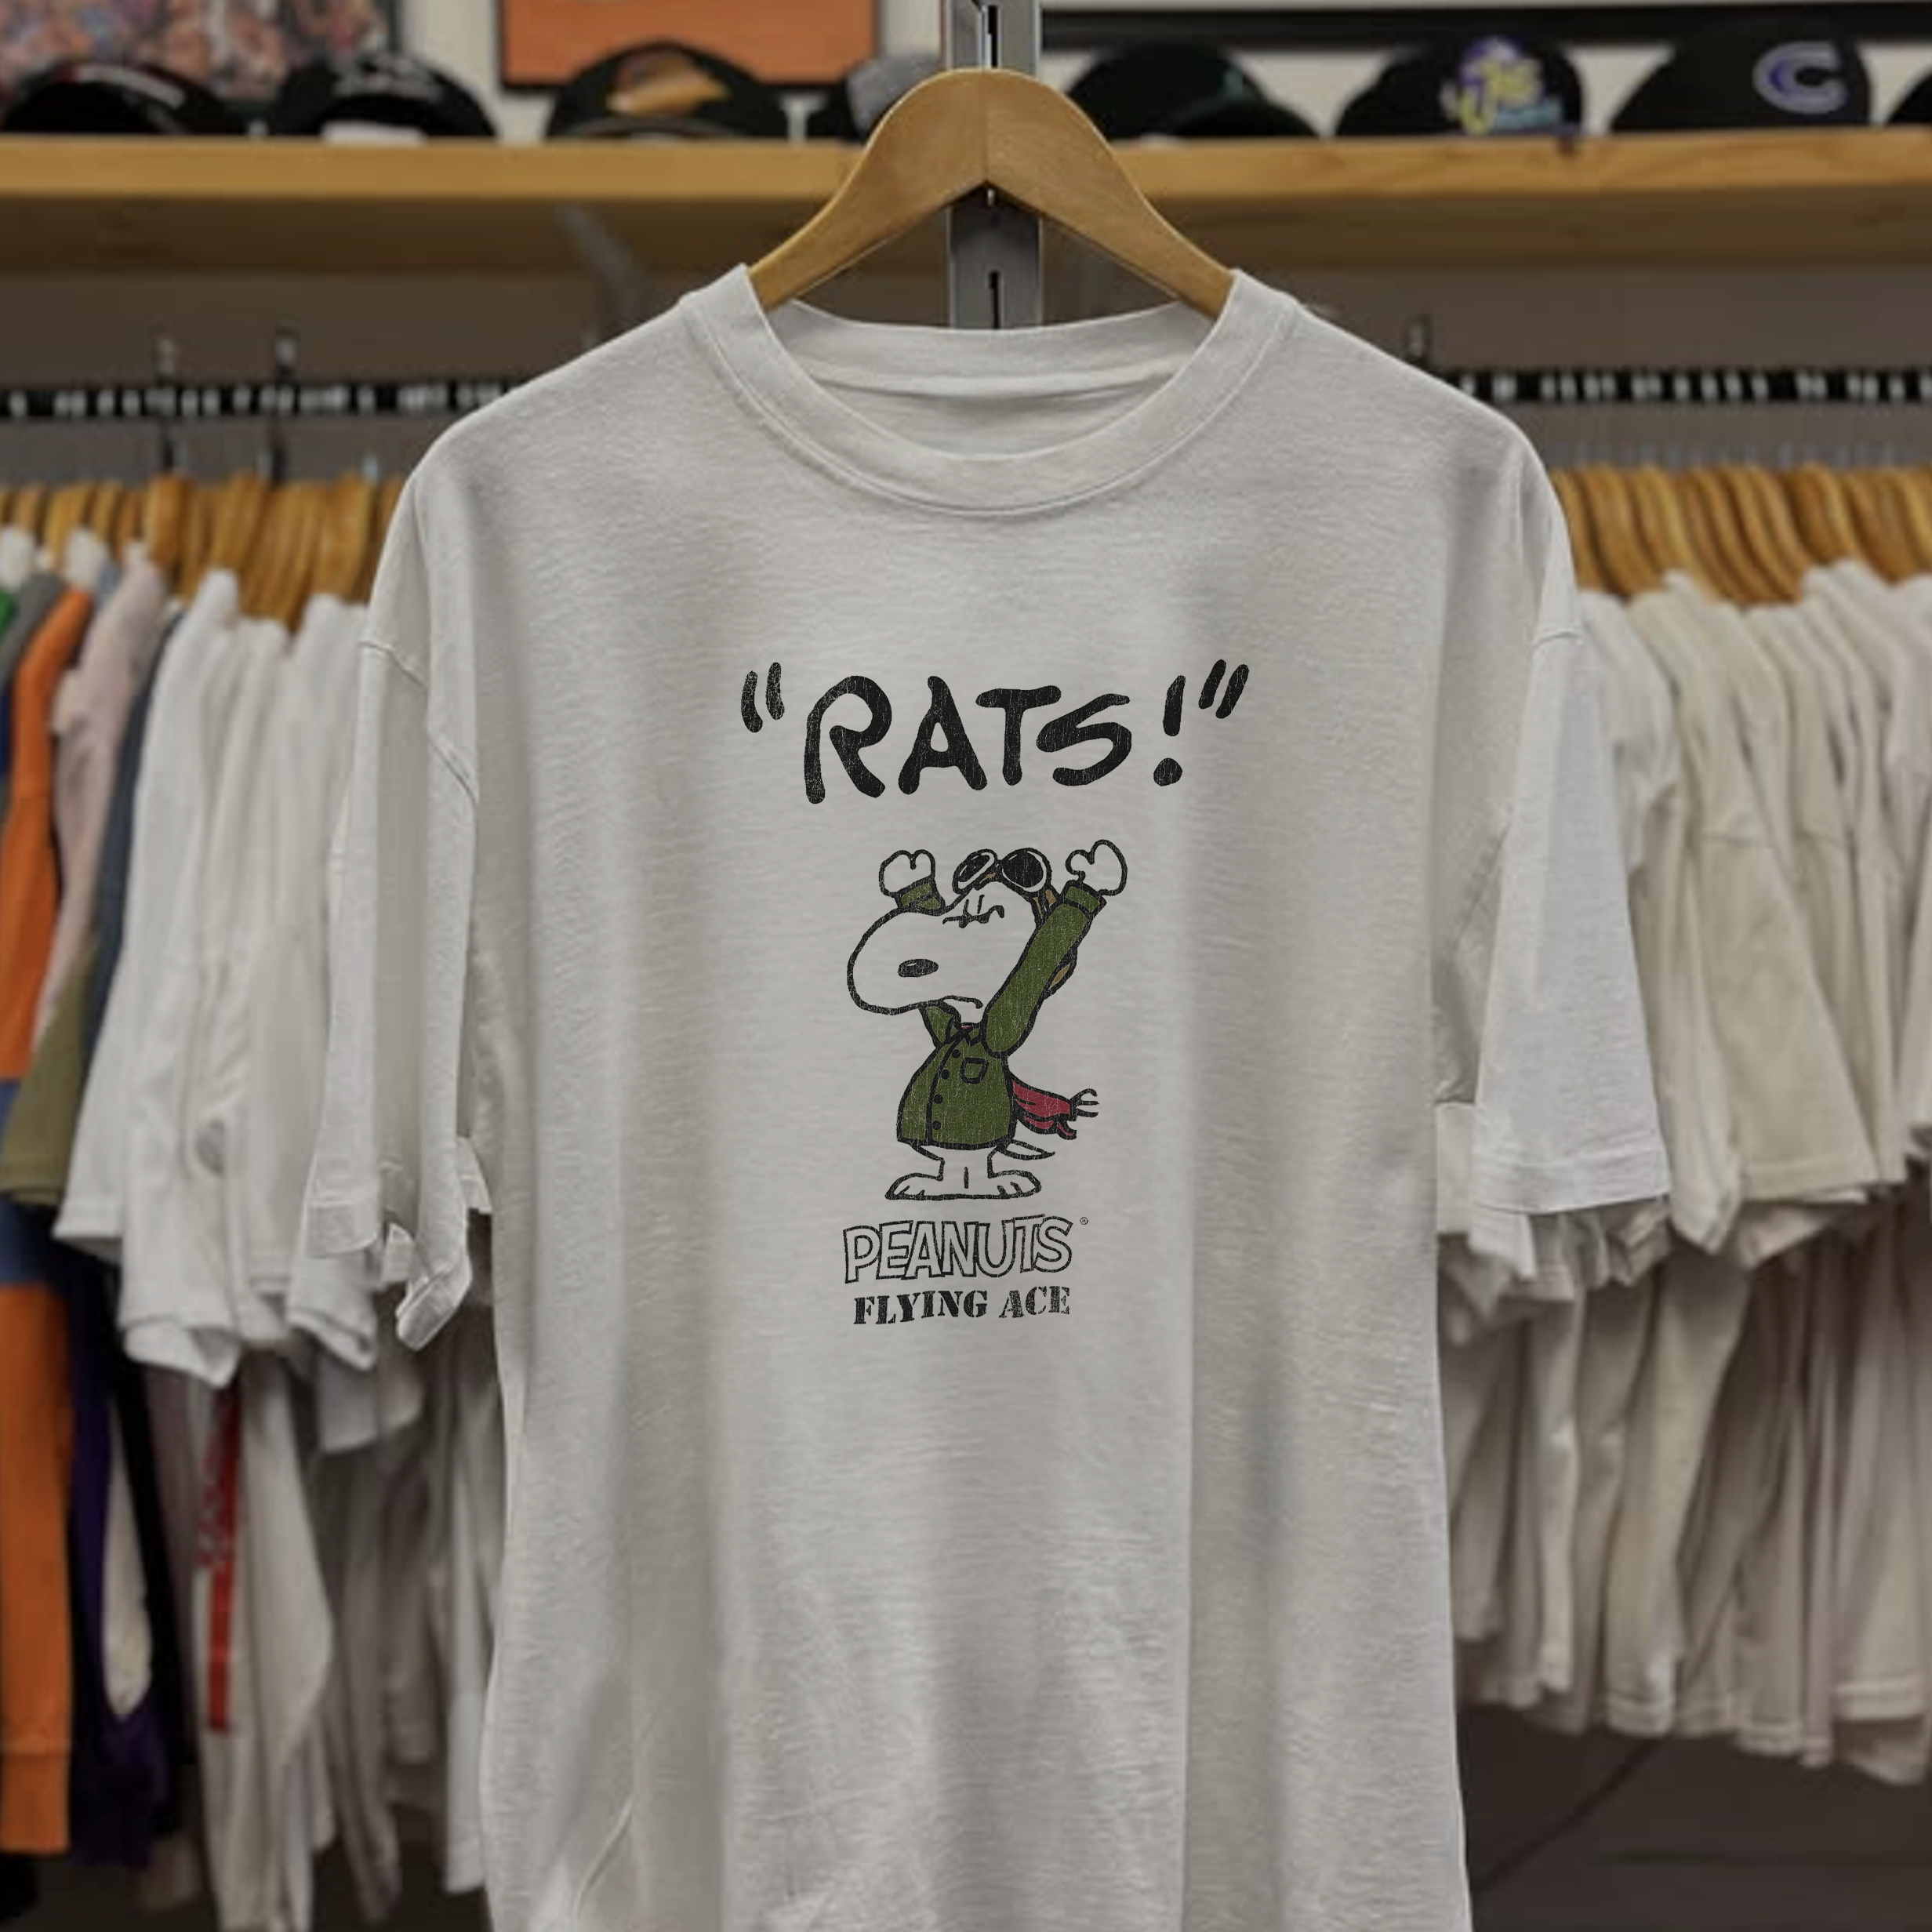 "RATS!"
PEANUTS®
FLYING ACE
C